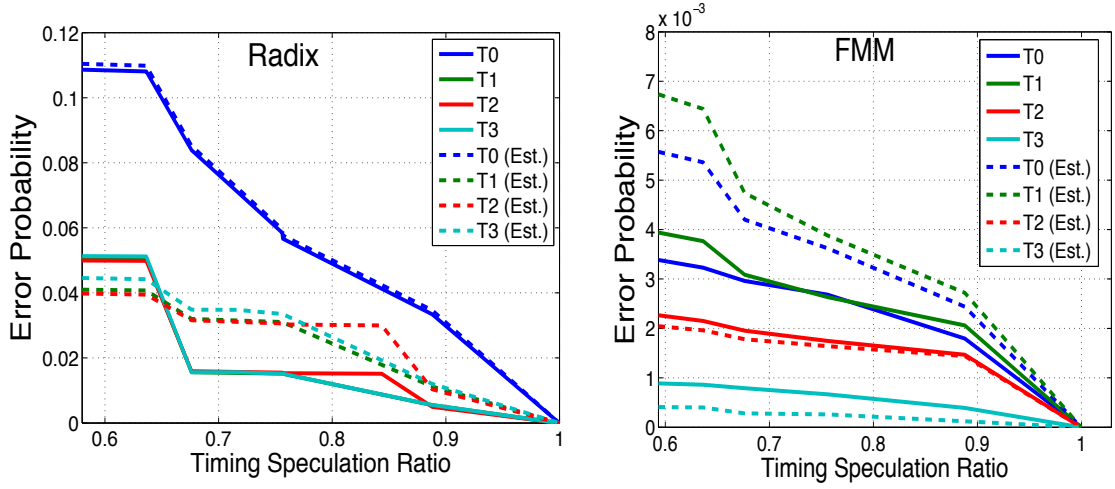 Radix
Error Probability
0.12
0.1
0.08
0.06
0.04
0.02
0
0.6
0.7
0.8
0.9
1
Timing Speculation Ratio
T0
T1
T2
T3
T0 (Est.)
T1 (Est.)
T2 (Est.)
T3 (Est.)
FMM
x 10⁻³
Error Probability
8
7
6
5
4
3
2
1
0
0.6
0.7
0.8
0.9
1
Timing Speculation Ratio
T0
T1
T2
T3
T0 (Est.)
T1 (Est.)
T2 (Est.)
T3 (Est.)